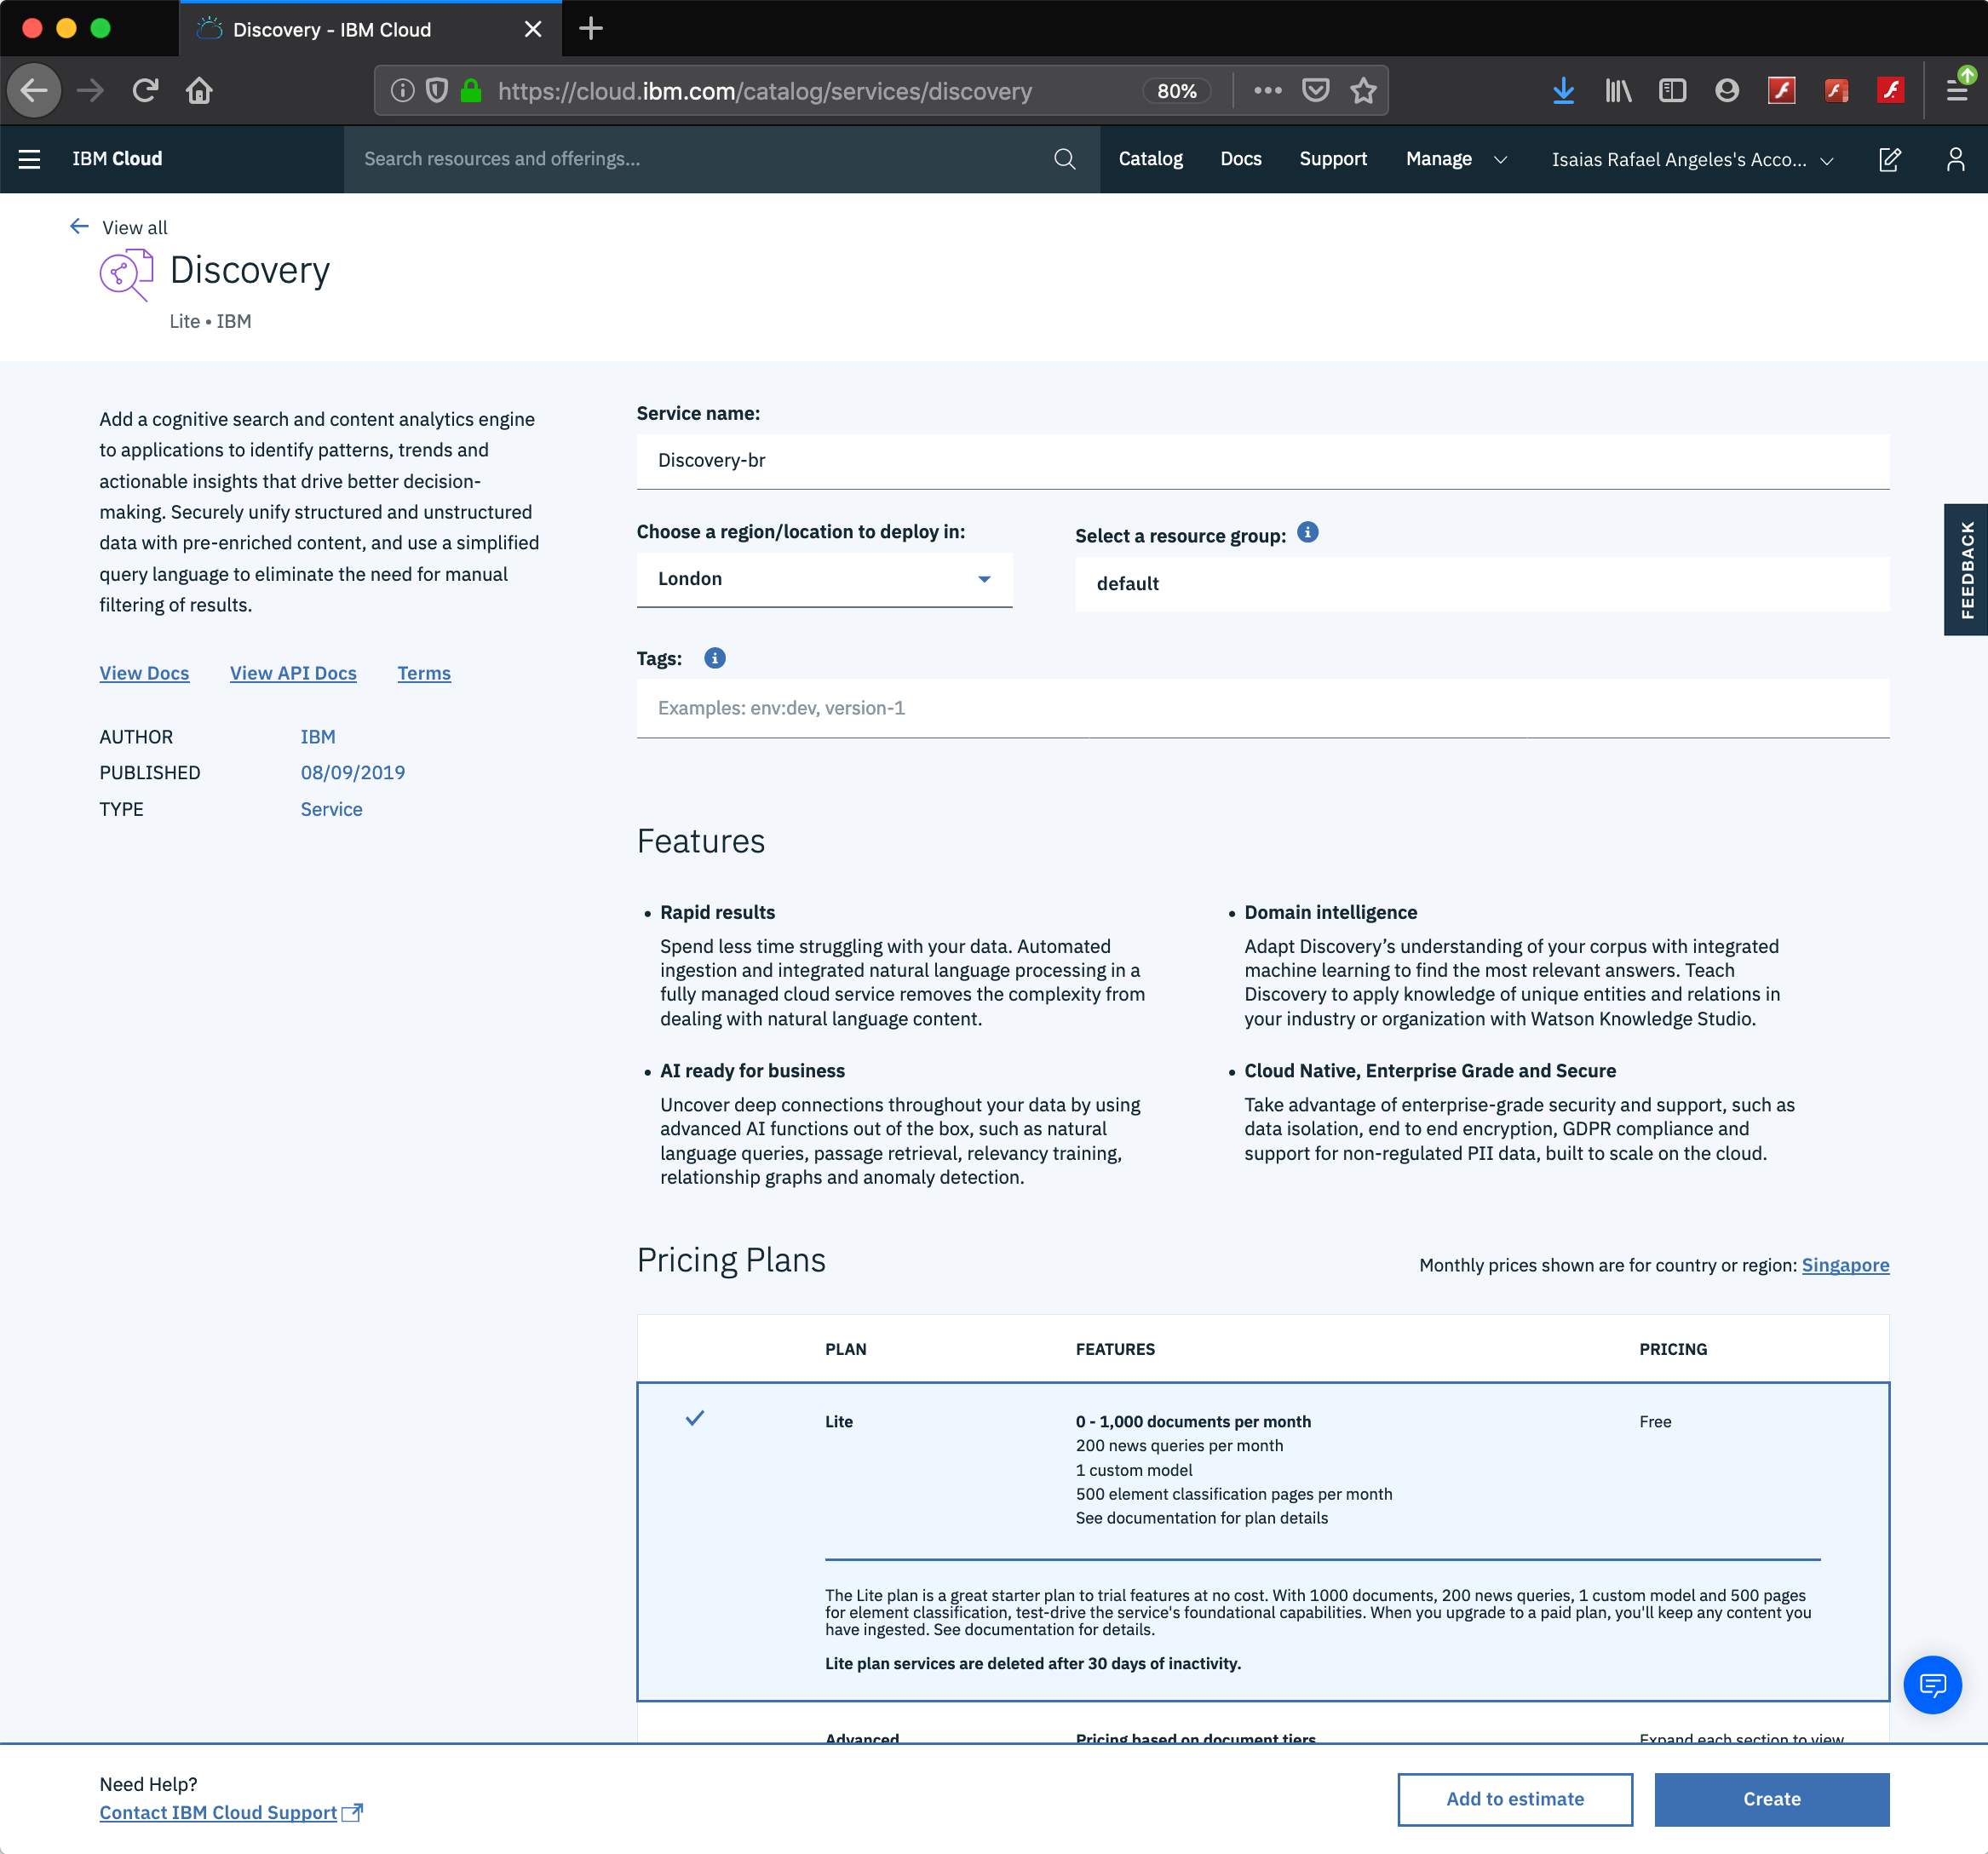 Discovery - IBM Cloud
https://cloud.ibm.com/catalog/services/discovery
80%
IBM Cloud
Search resources and offerings...
Catalog
Docs
Support
Manage
Isaias Rafael Angeles's Acco...
View all
Discovery
Lite • IBM
Add a cognitive search and content analytics engine
to applications to identify patterns, trends and
actionable insights that drive better decision-
making. Securely unify structured and unstructured
data with pre-enriched content, and use a simplified
query language to eliminate the need for manual
filtering of results.
View Docs
View API Docs
Terms
AUTHOR IBM
PUBLISHED 08/09/2019
TYPE Service
Service name:
Discovery-br
Choose a region/location to deploy in:
London
Select a resource group:
default
Tags:
Examples: env:dev, version-1
FEEDBACK
Features
• Rapid results
Spend less time struggling with your data. Automated
ingestion and integrated natural language processing in a
fully managed cloud service removes the complexity from
dealing with natural language content.
• Domain intelligence
Adapt Discovery’s understanding of your corpus with integrated
machine learning to find the most relevant answers. Teach
Discovery to apply knowledge of unique entities and relations in
your industry or organization with Watson Knowledge Studio.
• AI ready for business
Uncover deep connections throughout your data by using
advanced AI functions out of the box, such as natural
language queries, passage retrieval, relevancy training,
relationship graphs and anomaly detection.
• Cloud Native, Enterprise Grade and Secure
Take advantage of enterprise-grade security and support, such as
data isolation, end to end encryption, GDPR compliance and
support for non-regulated PII data, built to scale on the cloud.
Pricing Plans
Monthly prices shown are for country or region: Singapore
PLAN FEATURES PRICING
Lite
0 - 1,000 documents per month
200 news queries per month
1 custom model
500 element classification pages per month
See documentation for plan details
Free
The Lite plan is a great starter plan to trial features at no cost. With 1000 documents, 200 news queries, 1 custom model and 500 pages
for element classification, test-drive the service's foundational capabilities. When you upgrade to a paid plan, you'll keep any content you
have ingested. See documentation for details.
Lite plan services are deleted after 30 days of inactivity.
Advanced Pricing based on document tiers Expand each section to view
Need Help?
Contact IBM Cloud Support
Add to estimate
Create